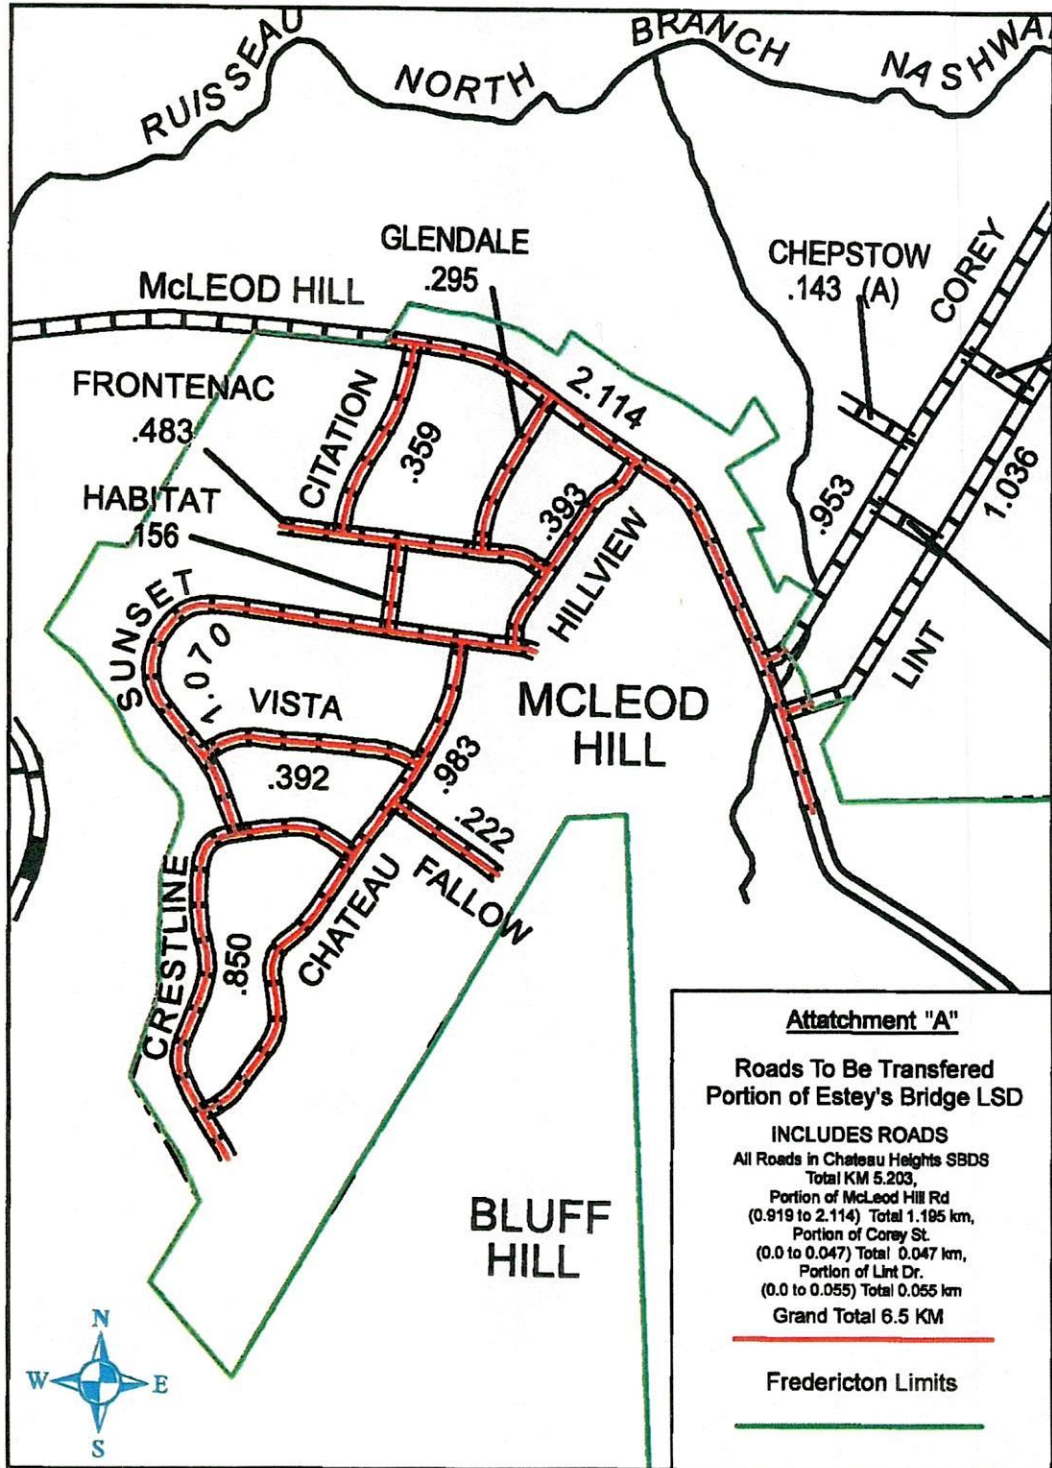 RUISSEAU
NORTH
BRANCH
NASHWA
GLENDALE
.295
McLEOD HILL
CHEPSTOW
.143 (A)
COREY
FRONTENAC
.483
CITATION
.359
2.114
HABITAT
.156
.393
HILLVIEW
.953
1.036
LINT
SUNSET
1.070
VISTA
.392
MCLEOD
HILL
.983
.222
FALLOW
CHATEAU
CRESTLINE
.850
BLUFF
HILL
N
W E
S
Attatchment "A"
Roads To Be Transfered
Portion of Estey's Bridge LSD
INCLUDES ROADS
All Roads in Chateau Heights SBDS
Total KM 5.203,
Portion of McLeod Hill Rd
(0.919 to 2.114) Total 1.195 km,
Portion of Corey St.
(0.0 to 0.047) Total 0.047 km,
Portion of Lint Dr.
(0.0 to 0.055) Total 0.055 km
Grand Total 6.5 KM
Fredericton Limits